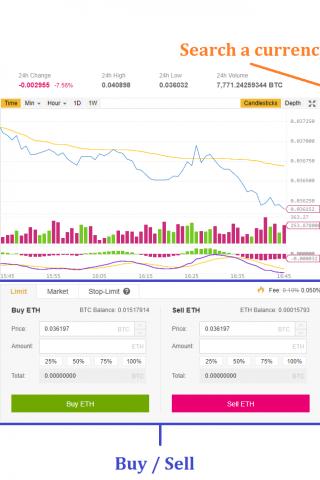 Search a currenc
24h Change 24h High 24h Low 24h Volume
-0.002955 -7.56% 0.040898 0.036032 7,771.24259344 BTC
Time Min Hour 1D 1W Candlesticks Depth
0.037250
0.037000
0.036750
0.036500
0.036252
363.27
0.00000
15:45 15:55 16:05 16:15 16:25 16:35 16:45
Limit Market Stop-Limit ? Fee: 0.10% 0.050%
Buy ETH BTC Balance: 0.01517814 Sell ETH ETH Balance: 0.00015793
Price: 0.036197 BTC Price: 0.036197 BTC
Amount: ETH Amount: ETH
25% 50% 75% 100% 25% 50% 75% 100%
Total: 0.00000000 BTC Total: 0.00000000 BTC
Buy ETH Sell ETH
Buy / Sell